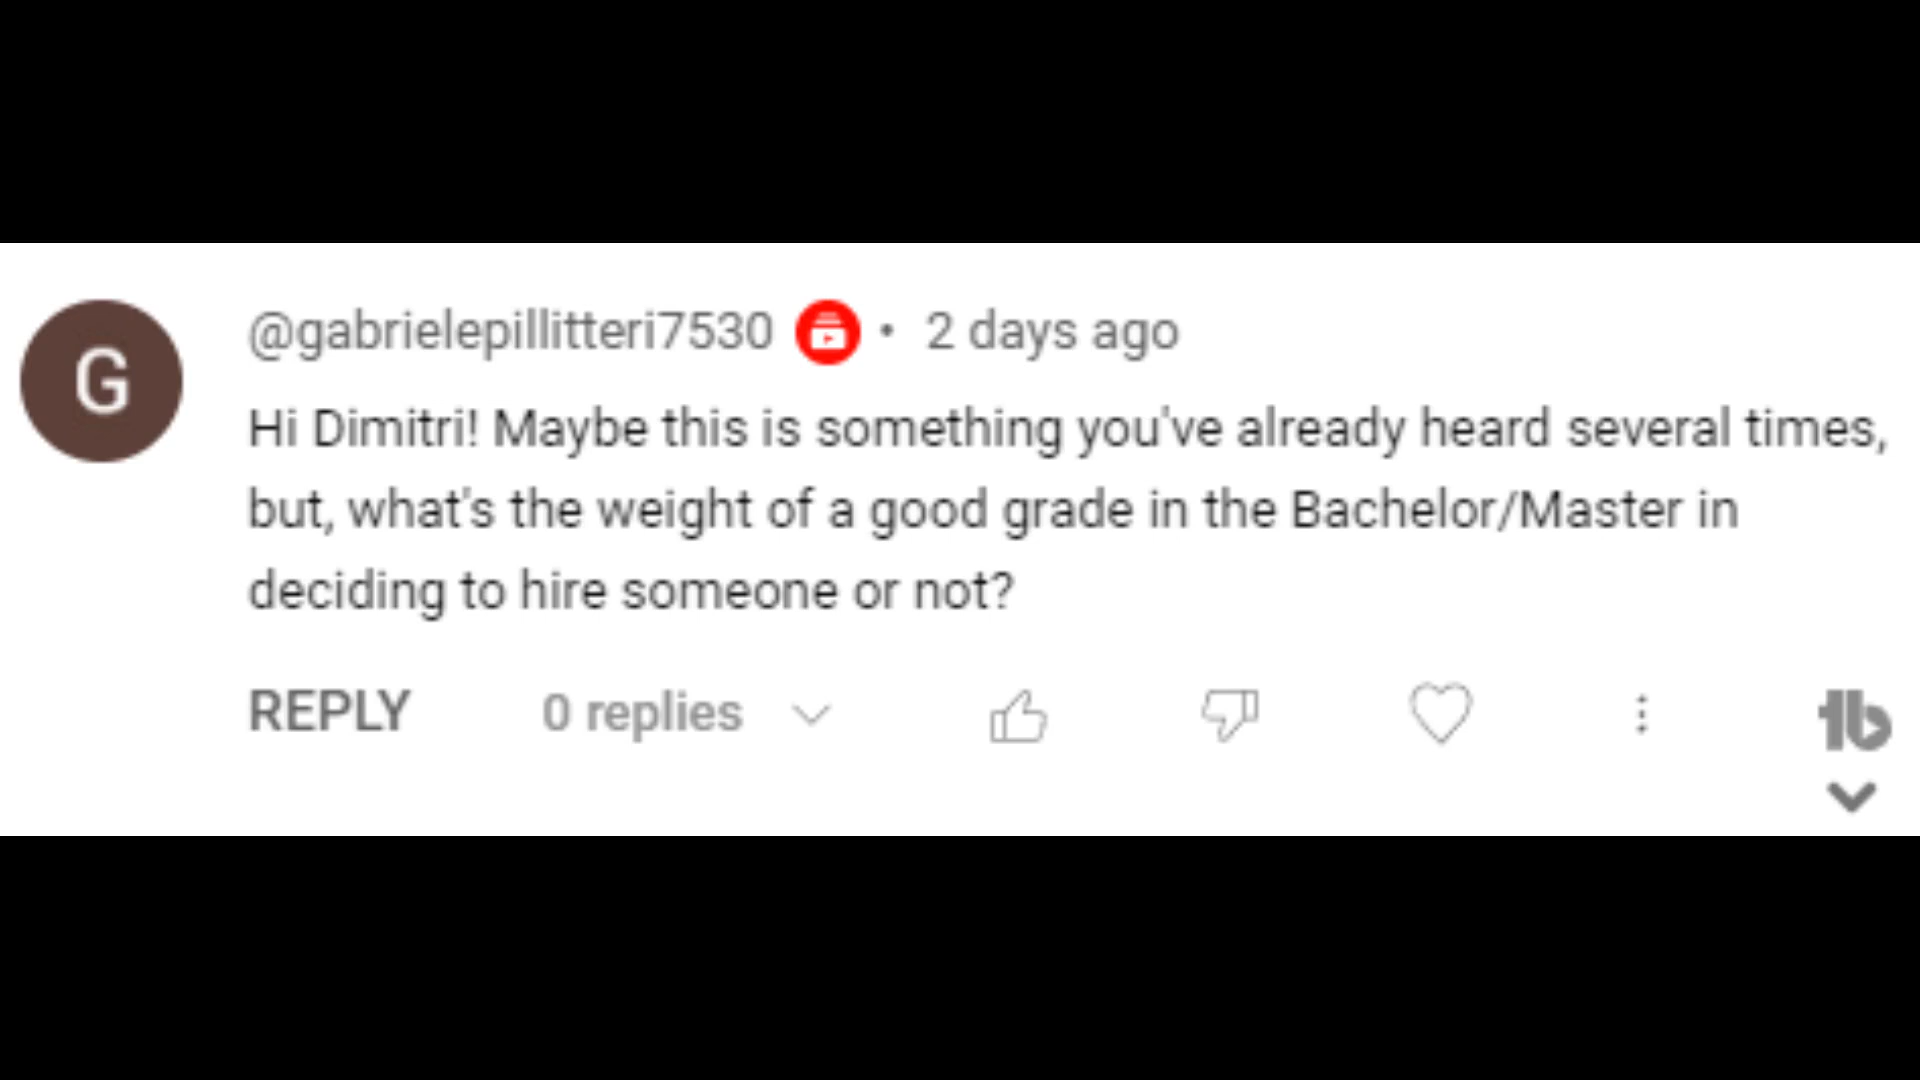 G
@gabrielepillitteri7530 • 2 days ago
Hi Dimitri! Maybe this is something you've already heard several times,
but, what's the weight of a good grade in the Bachelor/Master in
deciding to hire someone or not?
REPLY 0 replies
tb